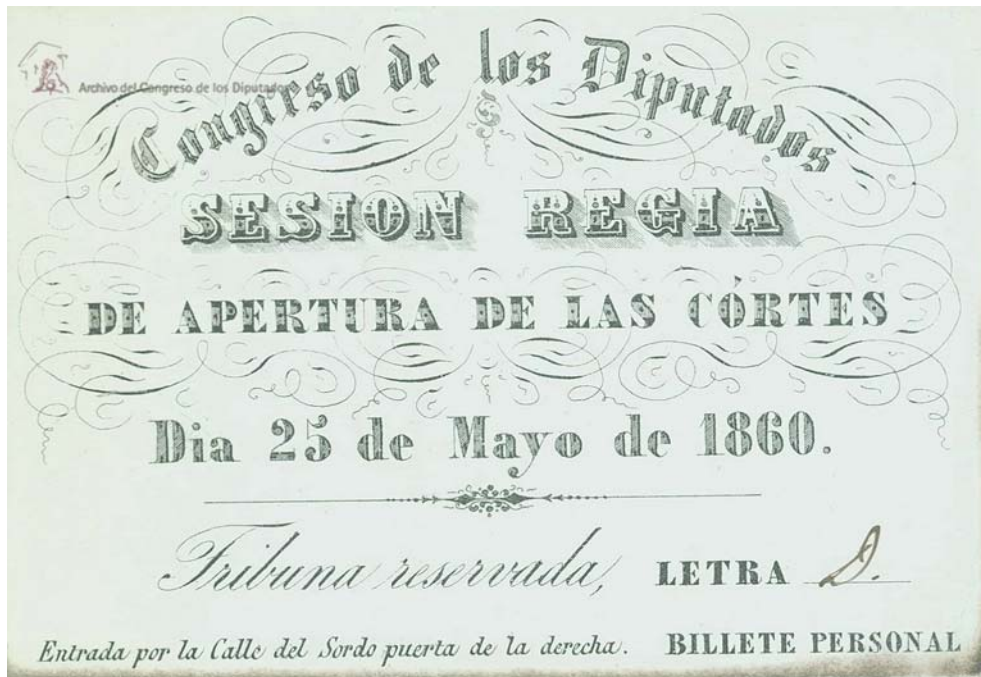 Archivo del Congreso de los Diputados
Congreso de los Diputados
SESION REGIA
DE APERTURA DE LAS CÓRTES
Dia 25 de Mayo de 1860.
Tribuna reservada, LETRA D.
Entrada por la Calle del Sordo puerta de la derecha. BILLETE PERSONAL